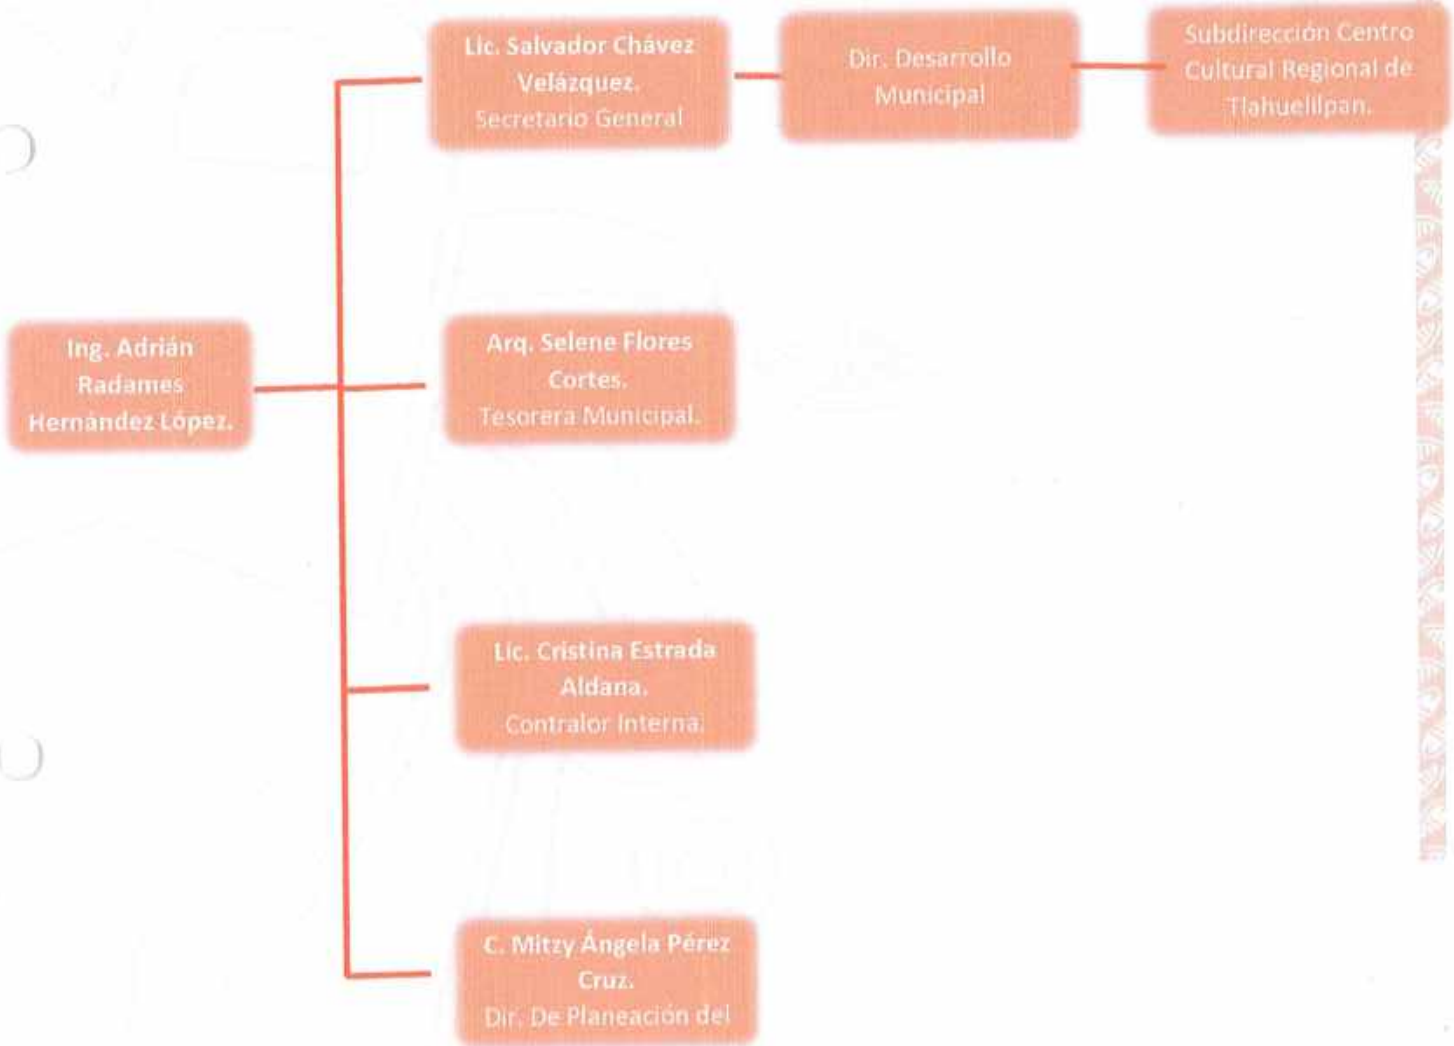 Lic. Salvador Chávez
Velázquez.
Secretario General
Dir. Desarrollo
Municipal
Subdirección Centro
Cultural Regional de
Tlahuelilpan.
Ing. Adrián
Radames
Hernández López.
Arq. Selene Flores
Cortes.
Tesorera Municipal.
Lic. Cristina Estrada
Aldana.
Contralor Interna.
C. Mitzy Ángela Pérez
Cruz.
Dir. De Planeación del